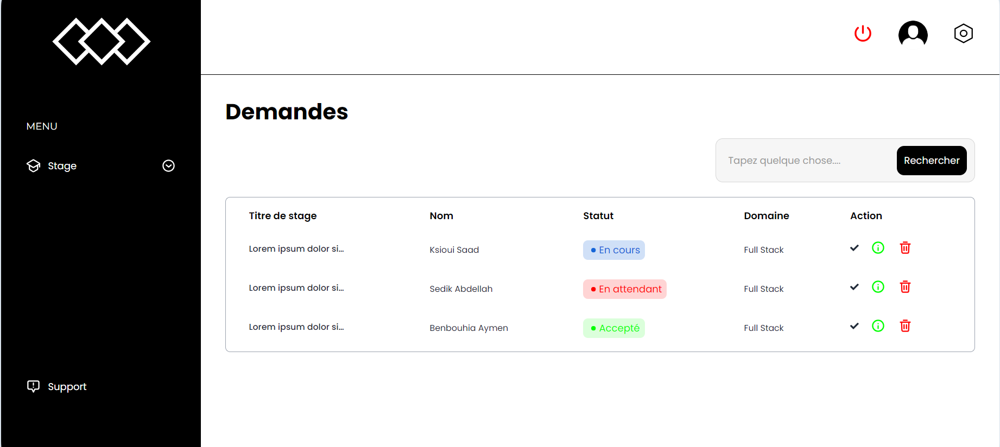 MENU
Stage
Support
Demandes
Tapez quelque chose.... Rechercher
Titre de stage Nom Statut Domaine Action
Lorem ipsum dolor si... Ksioui Saad En cours Full Stack
Lorem ipsum dolor si... Sedik Abdellah En attendant Full Stack
Lorem ipsum dolor si... Benbouhia Aymen Accepté Full Stack